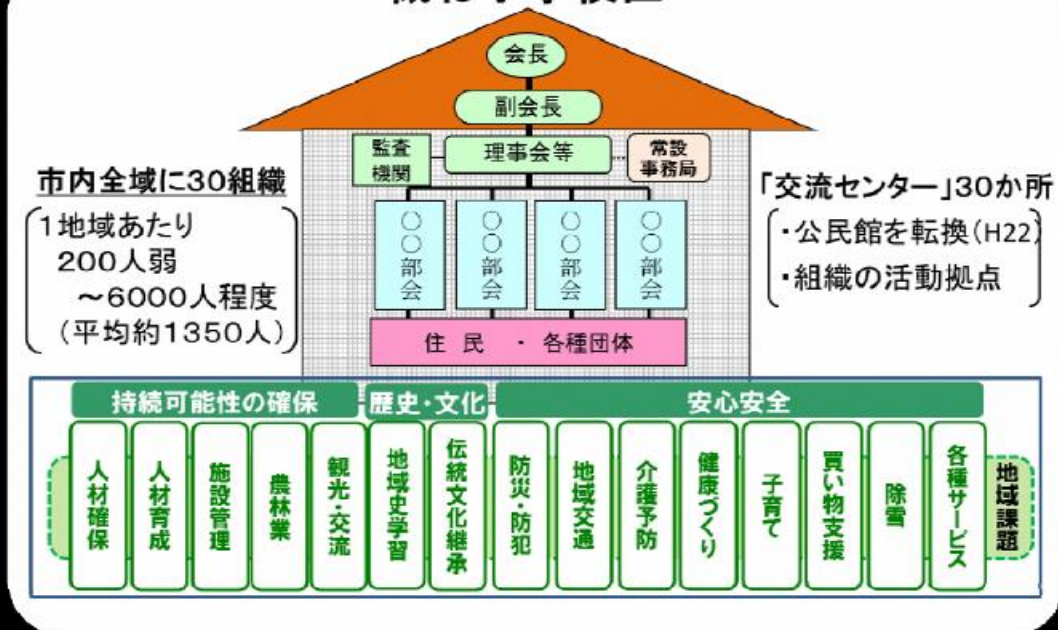 会長
副会長
監査
機関
理事会等
常設
事務局
市内全域に30組織
1地域あたり
200人弱
～6000人程度
(平均約1350人)
「交流センター」30か所
・公民館を転換(H22)
・組織の活動拠点
〇〇部会
〇〇部会
〇〇部会
〇〇部会
住民・各種団体
持続可能性の確保
歴史・文化
安心安全
人材確保
人材育成
施設管理
農林業
観光・交流
地域史学習
伝統文化継承
防災・防犯
地域交通
介護予防
健康づくり
子育て
買い物支援
除雪
各種サービス
地域課題